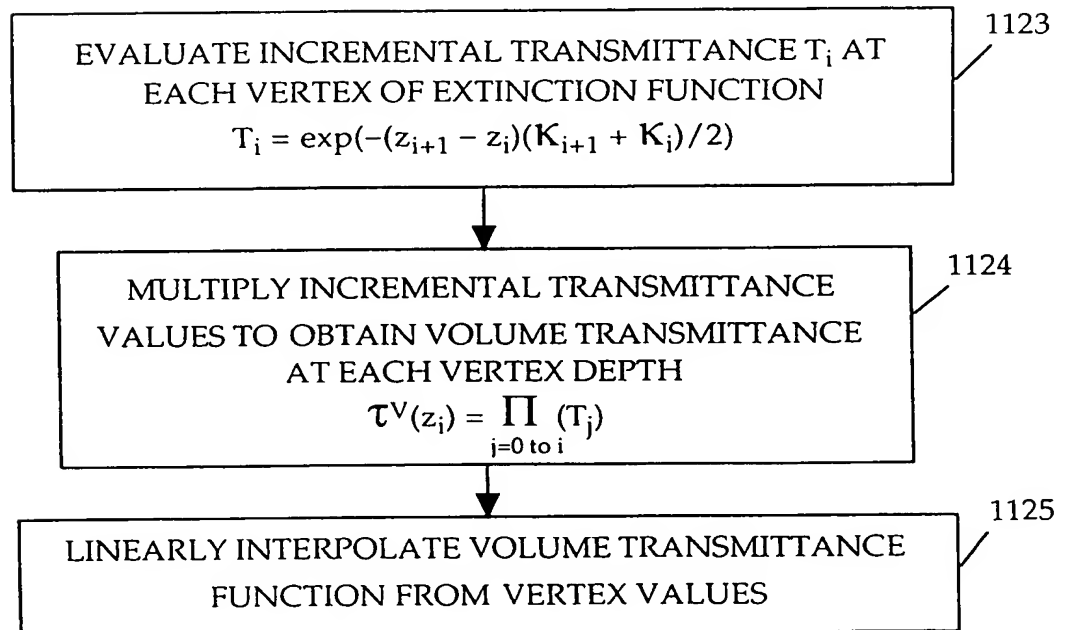 1123
EVALUATE INCREMENTAL TRANSMITTANCE Tᵢ AT
EACH VERTEX OF EXTINCTION FUNCTION
Tᵢ = exp(-(zᵢ₊₁ – zᵢ)(Κᵢ₊₁ + Κᵢ)/2)
1124
MULTIPLY INCREMENTAL TRANSMITTANCE
VALUES TO OBTAIN VOLUME TRANSMITTANCE
AT EACH VERTEX DEPTH
τⱽ(zᵢ) = Π (Tⱼ)
j=0 to i
1125
LINEARLY INTERPOLATE VOLUME TRANSMITTANCE
FUNCTION FROM VERTEX VALUES